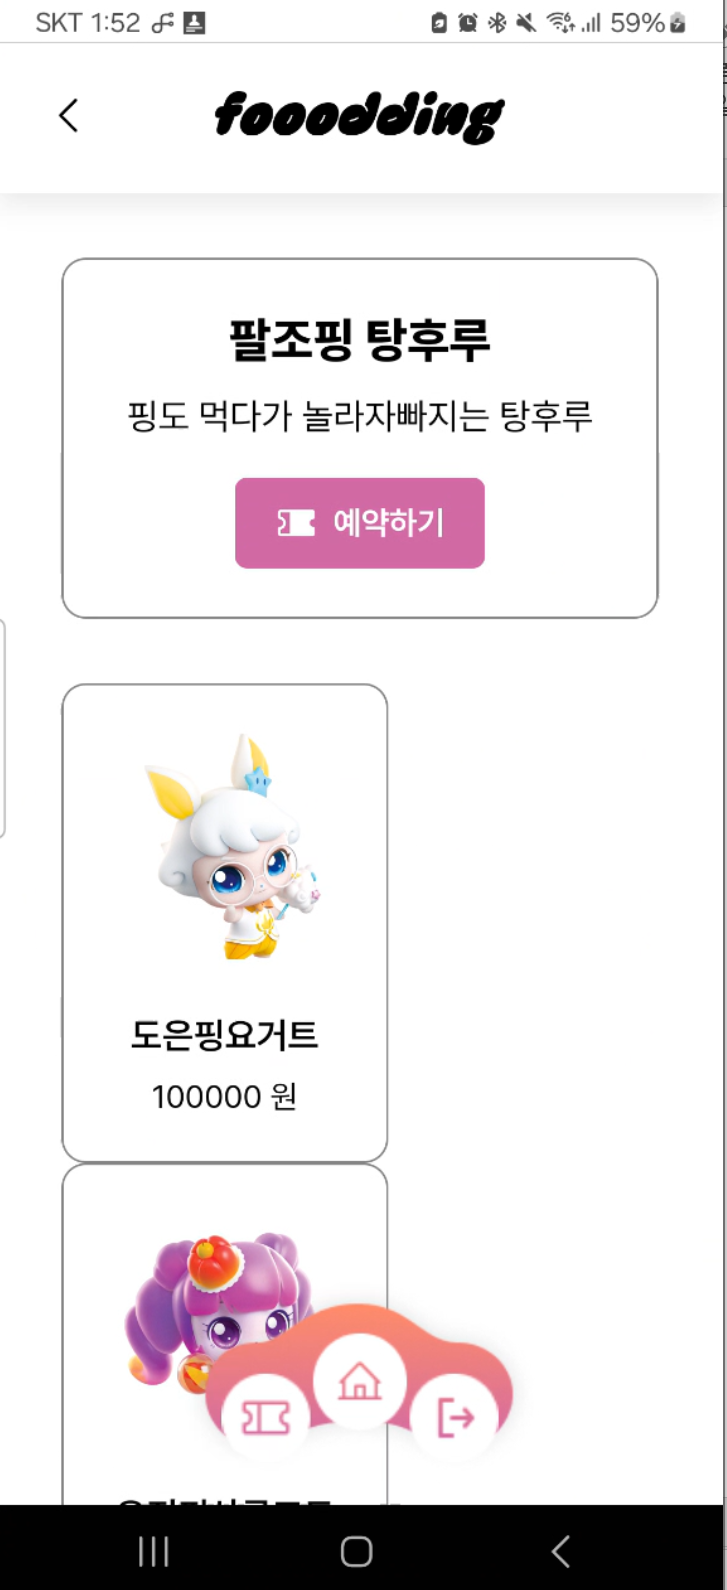 SKT 1:52
59%
fooodding
팔조핑 탕후루
핑도 먹다가 놀라자빠지는 탕후루
예약하기
도은핑요거트
100000 원